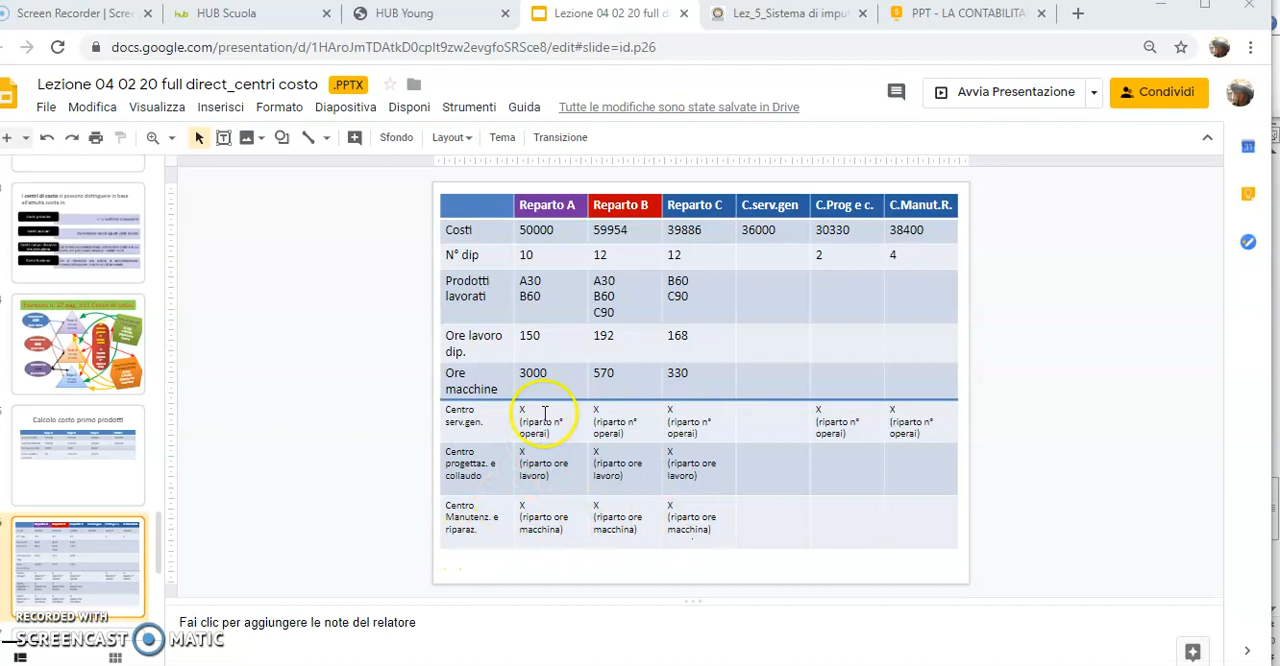 Screen Recorder | Scree
HUB Scuola
HUB Young
Lezione 04 02 20 full di
Lez_5_Sistema di impu
PPT - LA CONTABILITA
docs.google.com/presentation/d/1HAroJmTDAtkD0cplt9zw2evgfoSRSce8/edit#slide=id.p26
Lezione 04 02 20 full direct_centri costo .PPTX
Avvia Presentazione
Condividi
File Modifica Visualizza Inserisci Formato Diapositiva Disponi Strumenti Guida Tutte le modifiche sono state salvate in Drive
Sfondo Layout Tema Transizione
Calcolo costo primo prodotti
Reparto A Reparto B Reparto C C.serv.gen C.Prog e c. C.Manut.R.
Costi 50000 59954 39886 36000 30330 38400
N° dip. 10 12 12 2 4
Prodotti A30 A30 B60
lavorati B60 B60 C90
C90
Ore lavoro 150 192 168
dip.
Ore 3000 570 330
macchine
Centro X X X X X
serv.gen. (riparto n° (riparto n° (riparto n° (riparto n° (riparto n°
operai) operai) operai) operai) operai)
Centro X X X
progettaz. e (riparto ore (riparto ore (riparto ore
collaudo lavoro) lavoro) lavoro)
Centro X X X
Manutenz. e (riparto ore (riparto ore (riparto ore
riparaz. macchina) macchina) macchina)
Fai clic per aggiungere le note del relatore
RECORDED WITH
SCREENCAST MATIC